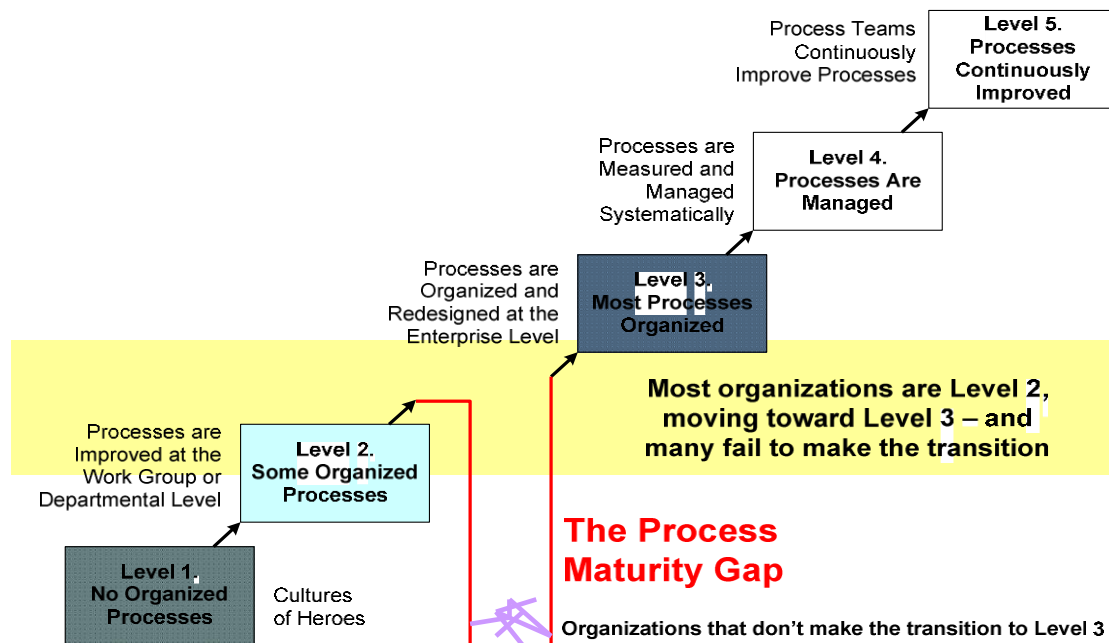 Process Teams
Continuously
Improve Processes
Level 5.
Processes
Continuously
Improved
Processes are
Measured and
Managed
Systematically
Level 4.
Processes Are
Managed
Processes are
Organized and
Redesigned at the
Enterprise Level
Level 3.
Most Processes
Organized
Most organizations are Level 2,
moving toward Level 3 – and
many fail to make the transition
Processes are
Improved at the
Work Group or
Departmental Level
Level 2.
Some Organized
Processes
The Process
Maturity Gap
Level 1.
No Organized
Processes
Cultures
of Heroes
Organizations that don't make the transition to Level 3